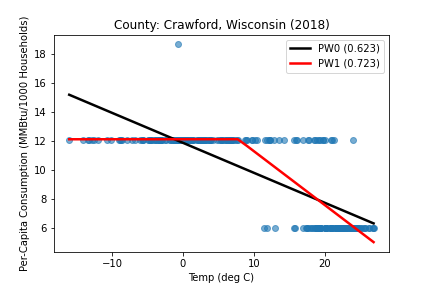 County: Crawford, Wisconsin (2018)
PW0 (0.623)
PW1 (0.723)
Per-Capita Consumption (MMBtu/1000 Households)
18
16
14
12
10
8
6
−10
0
10
20
Temp (deg C)